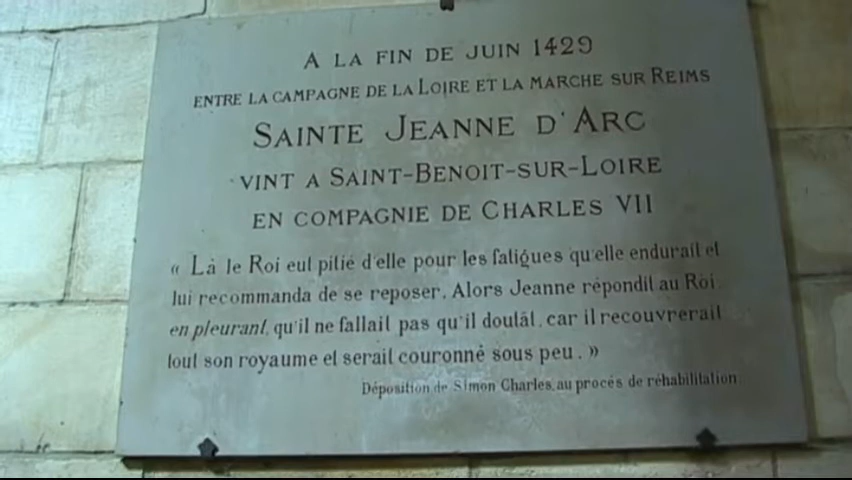 A LA FIN DE JUIN 1429
ENTRE LA CAMPAGNE DE LA LOIRE ET LA MARCHE SUR REIMS
SAINTE JEANNE D'ARC
VINT A SAINT-BENOIT-SUR-LOIRE
EN COMPAGNIE DE CHARLES VII
« Là le Roi eut pitié d'elle pour les fatigues qu'elle endurait et
lui recommanda de se reposer. Alors Jeanne répondit au Roi
en pleurant, qu'il ne fallait pas qu'il doutât, car il recouvrerait
tout son royaume et serait couronné sous peu. »
Déposition de Simon Charles, au procés de réhabilitation